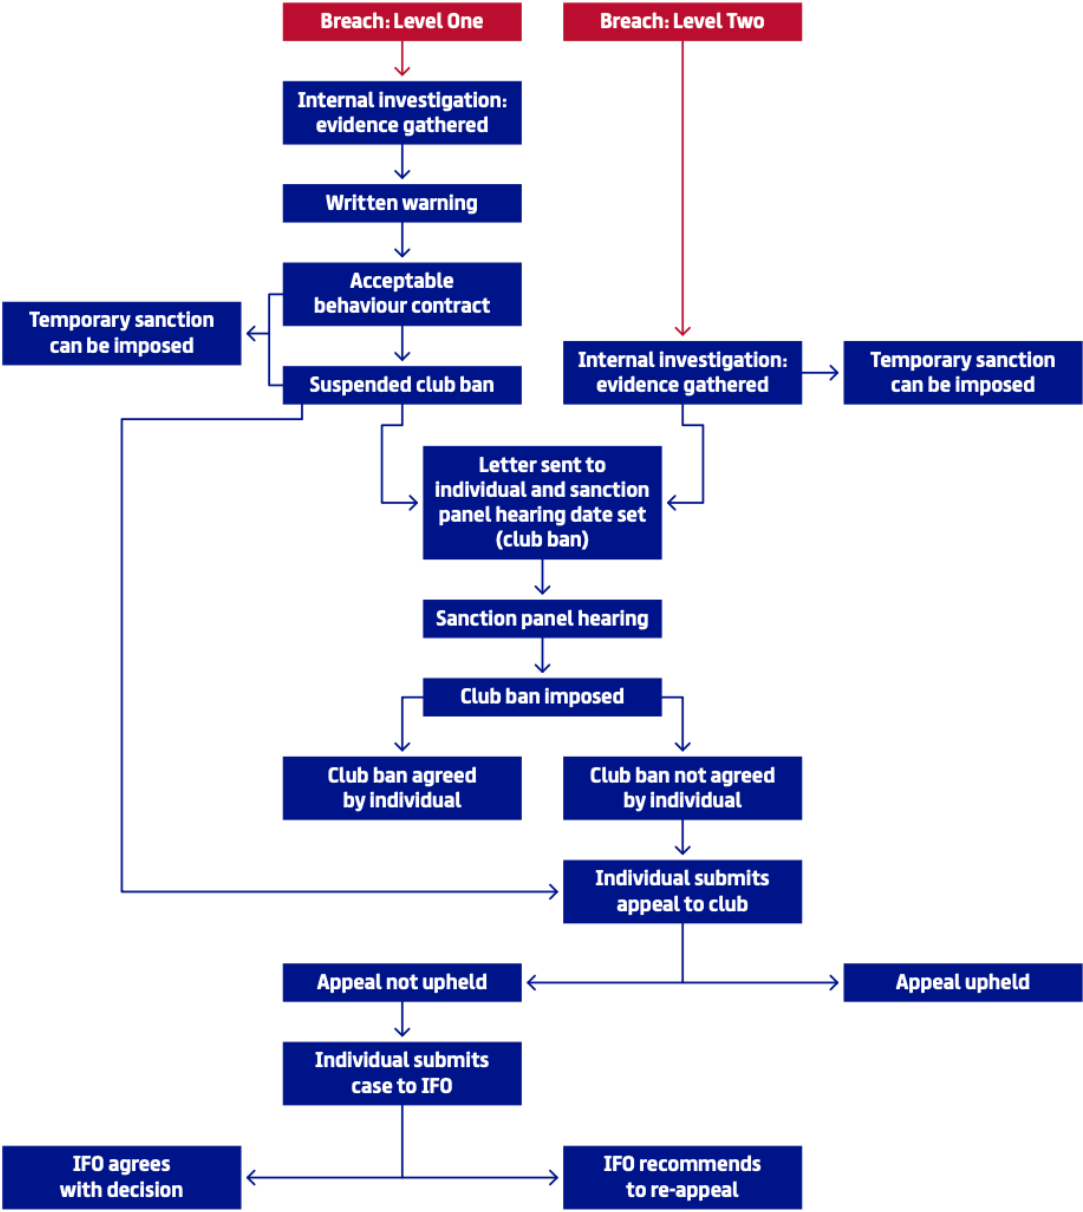 Breach: Level One
Breach: Level Two
Internal investigation:
evidence gathered
Written warning
Acceptable
behaviour contract
Temporary sanction
can be imposed
Suspended club ban
Internal investigation:
evidence gathered
Temporary sanction
can be imposed
Letter sent to
individual and sanction
panel hearing date set
(club ban)
Sanction panel hearing
Club ban imposed
Club ban agreed
by individual
Club ban not agreed
by individual
Individual submits
appeal to club
Appeal not upheld
Appeal upheld
Individual submits
case to IFO
IFO agrees
with decision
IFO recommends
to re-appeal